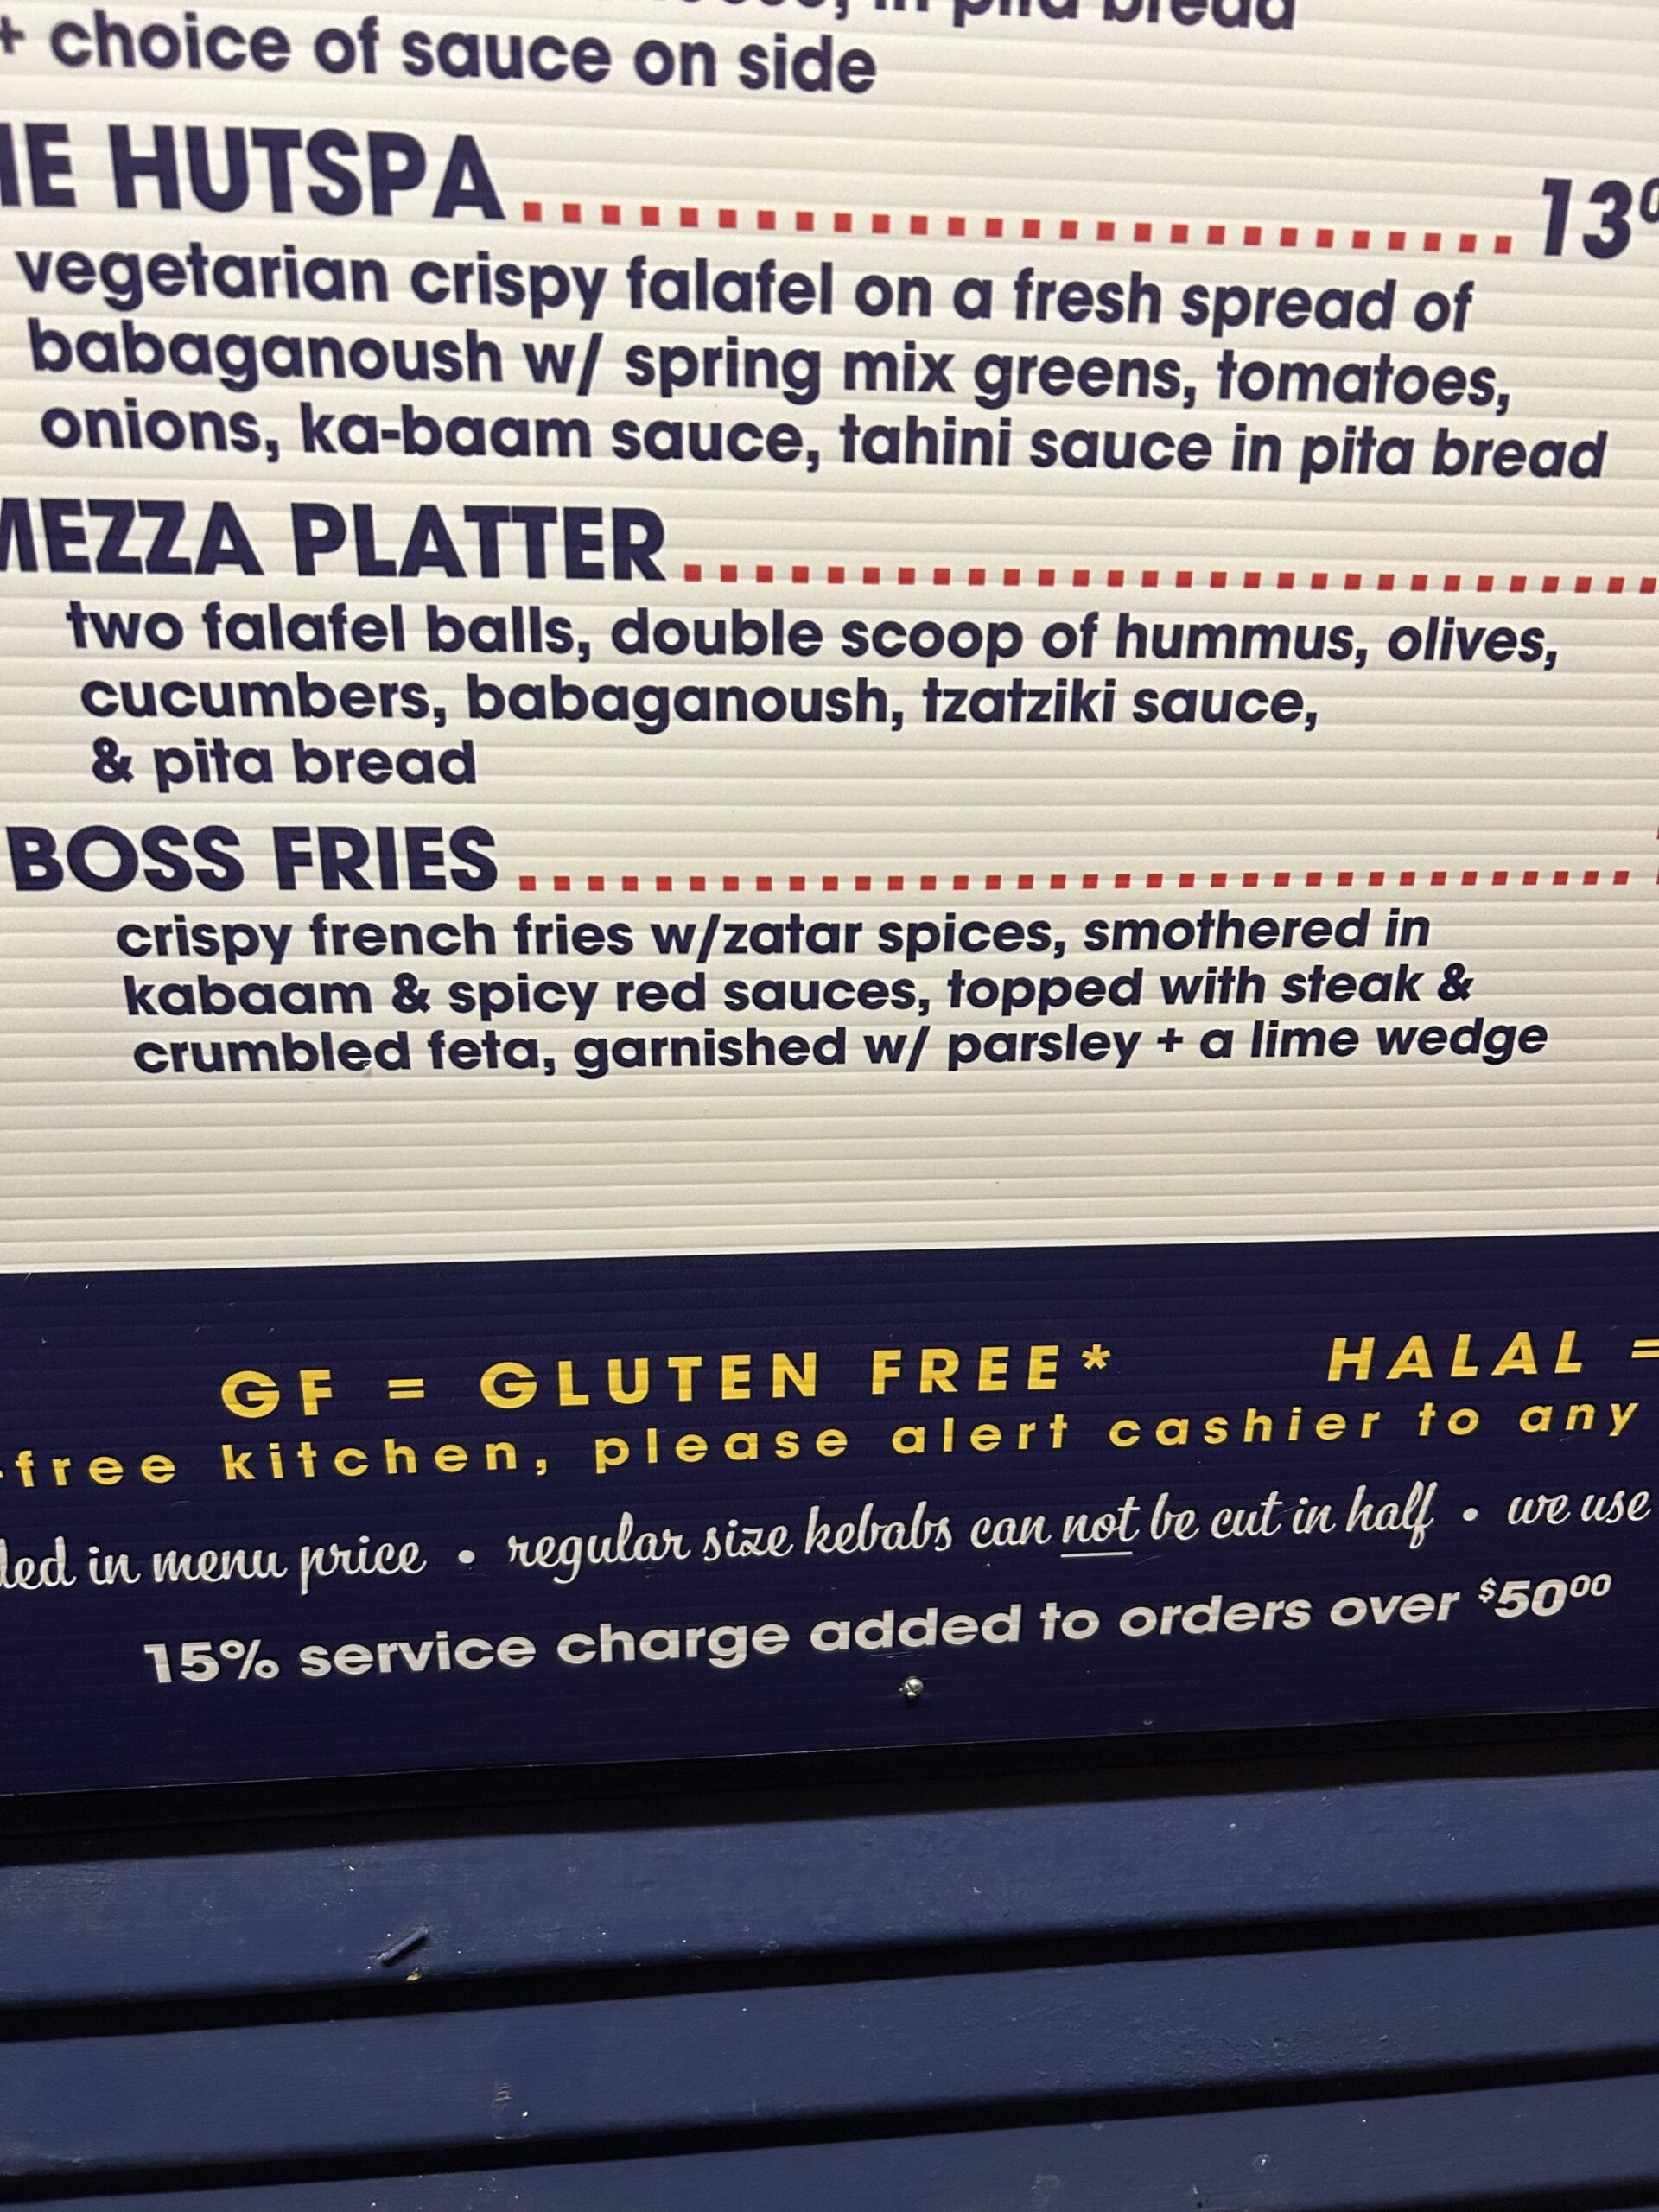 pita bread
+ choice of sauce on side
HUTSPA 13
vegetarian crispy falafel on a fresh spread of
babaganoush w/ spring mix greens, tomatoes,
onions, ka-baam sauce, tahini sauce in pita bread
MEZZA PLATTER
two falafel balls, double scoop of hummus, olives,
cucumbers, babaganoush, tzatziki sauce,
& pita bread
BOSS FRIES
crispy french fries w/zatar spices, smothered in
kabaam & spicy red sauces, topped with steak &
crumbled feta, garnished w/ parsley + a lime wedge
GF = GLUTEN FREE* HALAL =
-free kitchen, please alert cashier to any
in menu price • regular size kebabs can not be cut in half • we use
15% service charge added to orders over $50⁰⁰